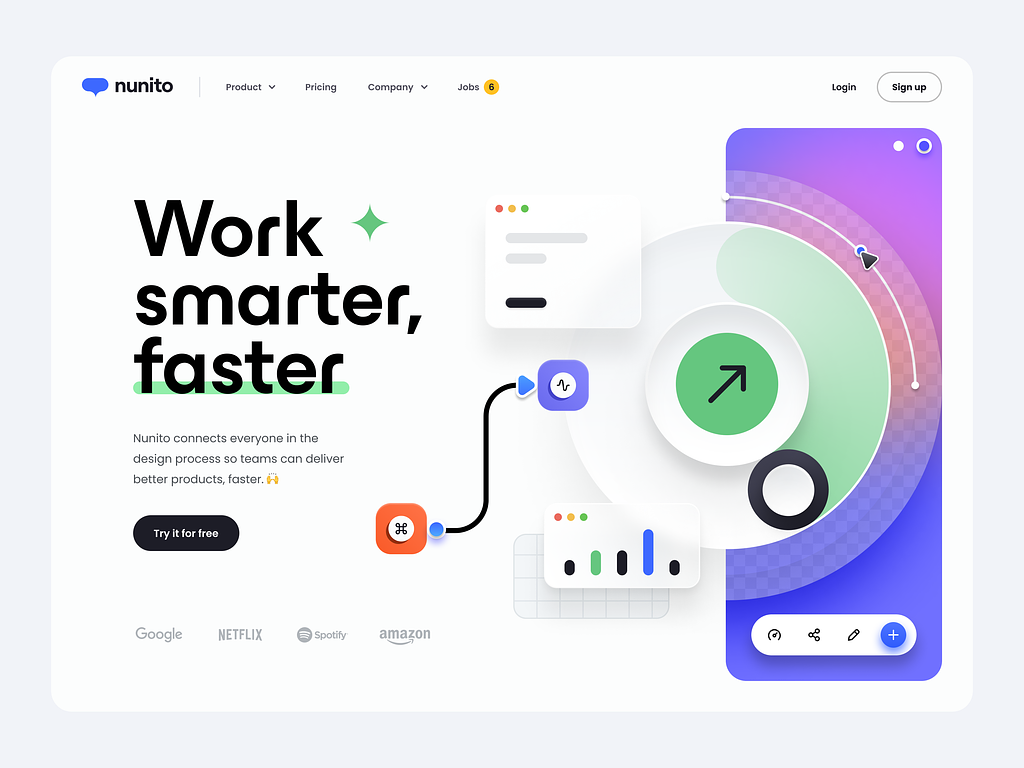 nunito
Product
Pricing
Company
Jobs 6
Login
Sign up
Work
smarter,
faster
Nunito connects everyone in the
design process so teams can deliver
better products, faster. 🙌
Try it for free
Google
NETFLIX
Spotify
amazon